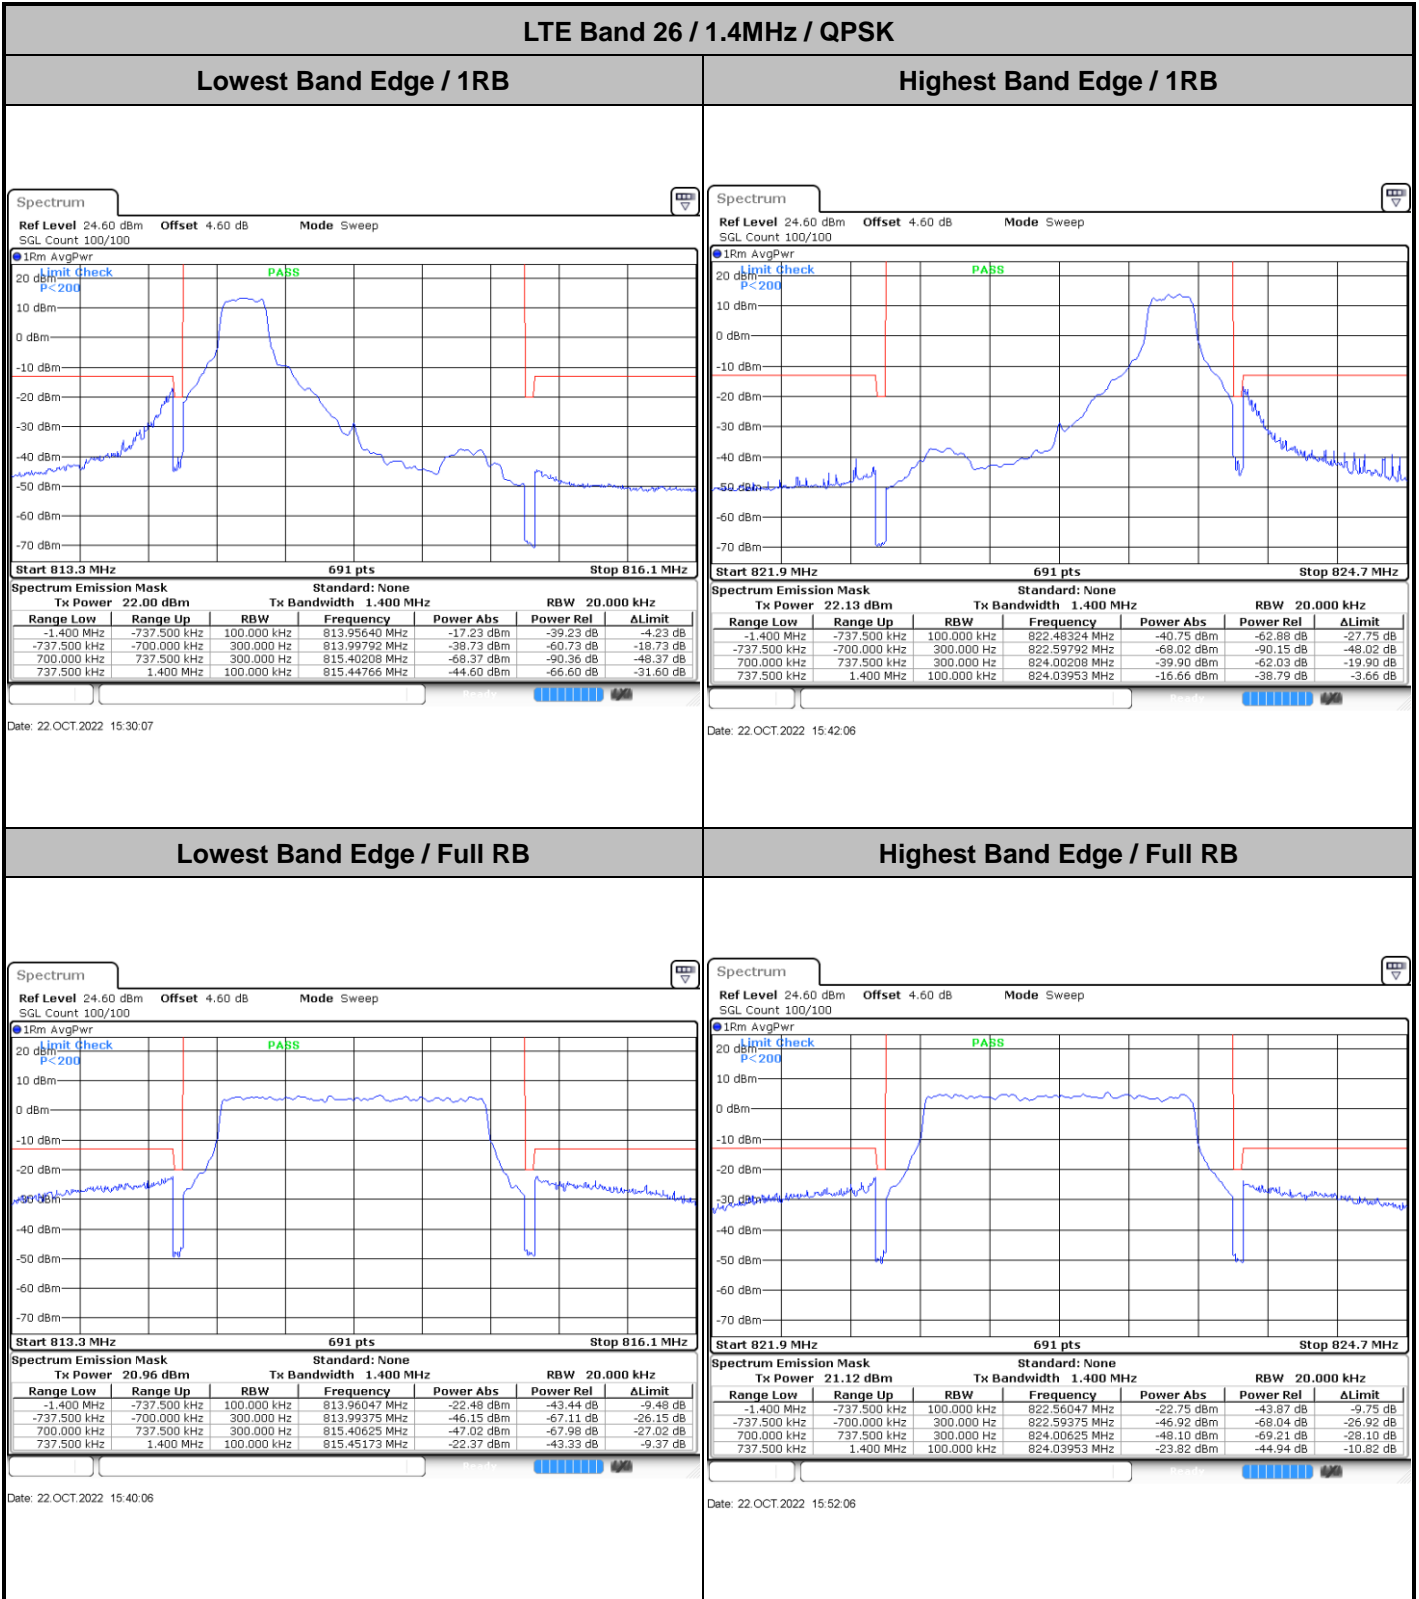 LTE Band 26 / 1.4MHz / QPSK
Lowest Band Edge / 1RB
Highest Band Edge / 1RB
Spectrum
Ref Level 24.60 dBm Offset 4.60 dB Mode Sweep
SGL Count 100/100
1Rm AvgPwr
Limit Check PASS
P<200
20 dBm
10 dBm
0 dBm
-10 dBm
-20 dBm
-30 dBm
-40 dBm
-50 dBm
-60 dBm
-70 dBm
Start 813.3 MHz 691 pts Stop 816.1 MHz
Spectrum Emission Mask Standard: None
Tx Power 22.00 dBm Tx Bandwidth 1.400 MHz RBW 20.000 kHz
Range Low Range Up RBW Frequency Power Abs Power Rel ΔLimit
-1.400 MHz -737.500 kHz 100.000 kHz 813.95640 MHz -17.23 dBm -39.23 dB -4.23 dB
-737.500 kHz -700.000 kHz 300.000 Hz 813.99792 MHz -38.73 dBm -60.73 dB -18.73 dB
700.000 kHz 737.500 kHz 300.000 Hz 815.40208 MHz -68.37 dBm -90.36 dB -48.37 dB
737.500 kHz 1.400 MHz 100.000 kHz 815.44766 MHz -44.60 dBm -66.60 dB -31.60 dB
Ready
Date: 22.OCT.2022 15:30:07
Spectrum
Ref Level 24.60 dBm Offset 4.60 dB Mode Sweep
SGL Count 100/100
1Rm AvgPwr
Limit Check PASS
P<200
20 dBm
10 dBm
0 dBm
-10 dBm
-20 dBm
-30 dBm
-40 dBm
-50 dBm
-60 dBm
-70 dBm
Start 821.9 MHz 691 pts Stop 824.7 MHz
Spectrum Emission Mask Standard: None
Tx Power 22.13 dBm Tx Bandwidth 1.400 MHz RBW 20.000 kHz
Range Low Range Up RBW Frequency Power Abs Power Rel ΔLimit
-1.400 MHz -737.500 kHz 100.000 kHz 822.48324 MHz -40.75 dBm -62.88 dB -27.75 dB
-737.500 kHz -700.000 kHz 300.000 Hz 822.59792 MHz -68.02 dBm -90.15 dB -48.02 dB
700.000 kHz 737.500 kHz 300.000 Hz 824.00208 MHz -39.90 dBm -62.03 dB -19.90 dB
737.500 kHz 1.400 MHz 100.000 kHz 824.03953 MHz -16.66 dBm -38.79 dB -3.66 dB
Ready
Date: 22.OCT.2022 15:42:06
Lowest Band Edge / Full RB
Highest Band Edge / Full RB
Spectrum
Ref Level 24.60 dBm Offset 4.60 dB Mode Sweep
SGL Count 100/100
1Rm AvgPwr
Limit Check PASS
P<200
20 dBm
10 dBm
0 dBm
-10 dBm
-20 dBm
-30 dBm
-40 dBm
-50 dBm
-60 dBm
-70 dBm
Start 813.3 MHz 691 pts Stop 816.1 MHz
Spectrum Emission Mask Standard: None
Tx Power 20.96 dBm Tx Bandwidth 1.400 MHz RBW 20.000 kHz
Range Low Range Up RBW Frequency Power Abs Power Rel ΔLimit
-1.400 MHz -737.500 kHz 100.000 kHz 813.96047 MHz -22.48 dBm -43.44 dB -9.48 dB
-737.500 kHz -700.000 kHz 300.000 Hz 813.99375 MHz -46.15 dBm -67.11 dB -26.15 dB
700.000 kHz 737.500 kHz 300.000 Hz 815.40625 MHz -47.02 dBm -67.98 dB -27.02 dB
737.500 kHz 1.400 MHz 100.000 kHz 815.45173 MHz -22.37 dBm -43.33 dB -9.37 dB
Ready
Date: 22.OCT.2022 15:40:06
Spectrum
Ref Level 24.60 dBm Offset 4.60 dB Mode Sweep
SGL Count 100/100
1Rm AvgPwr
Limit Check PASS
P<200
20 dBm
10 dBm
0 dBm
-10 dBm
-20 dBm
-30 dBm
-40 dBm
-50 dBm
-60 dBm
-70 dBm
Start 821.9 MHz 691 pts Stop 824.7 MHz
Spectrum Emission Mask Standard: None
Tx Power 21.12 dBm Tx Bandwidth 1.400 MHz RBW 20.000 kHz
Range Low Range Up RBW Frequency Power Abs Power Rel ΔLimit
-1.400 MHz -737.500 kHz 100.000 kHz 822.56047 MHz -22.75 dBm -43.87 dB -9.75 dB
-737.500 kHz -700.000 kHz 300.000 Hz 822.59375 MHz -46.92 dBm -68.04 dB -26.92 dB
700.000 kHz 737.500 kHz 300.000 Hz 824.00625 MHz -48.10 dBm -69.21 dB -28.10 dB
737.500 kHz 1.400 MHz 100.000 kHz 824.03953 MHz -23.82 dBm -44.94 dB -10.82 dB
Ready
Date: 22.OCT.2022 15:52:06